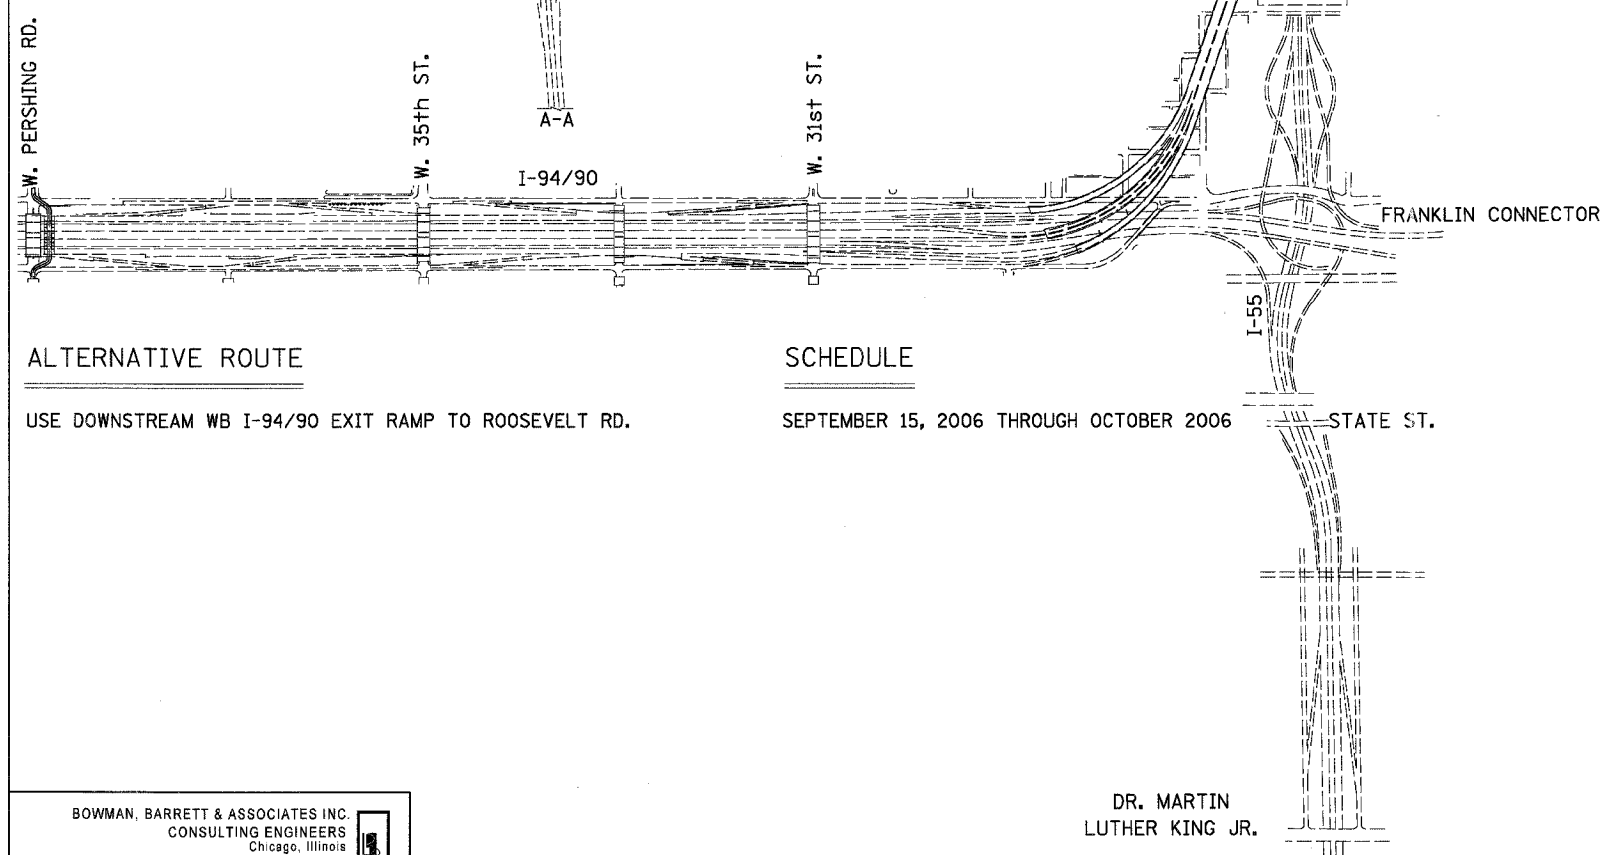 W. PERSHING RD.
W. 35th ST.
A-A
W. 31st ST.
I-94/90
FRANKLIN CONNECTOR
I-55
ALTERNATIVE ROUTE
SCHEDULE
USE DOWNSTREAM WB I-94/90 EXIT RAMP TO ROOSEVELT RD.
SEPTEMBER 15, 2006 THROUGH OCTOBER 2006
STATE ST.
DR. MARTIN
LUTHER KING JR.
BOWMAN, BARRETT & ASSOCIATES INC.
CONSULTING ENGINEERS
Chicago, Illinois